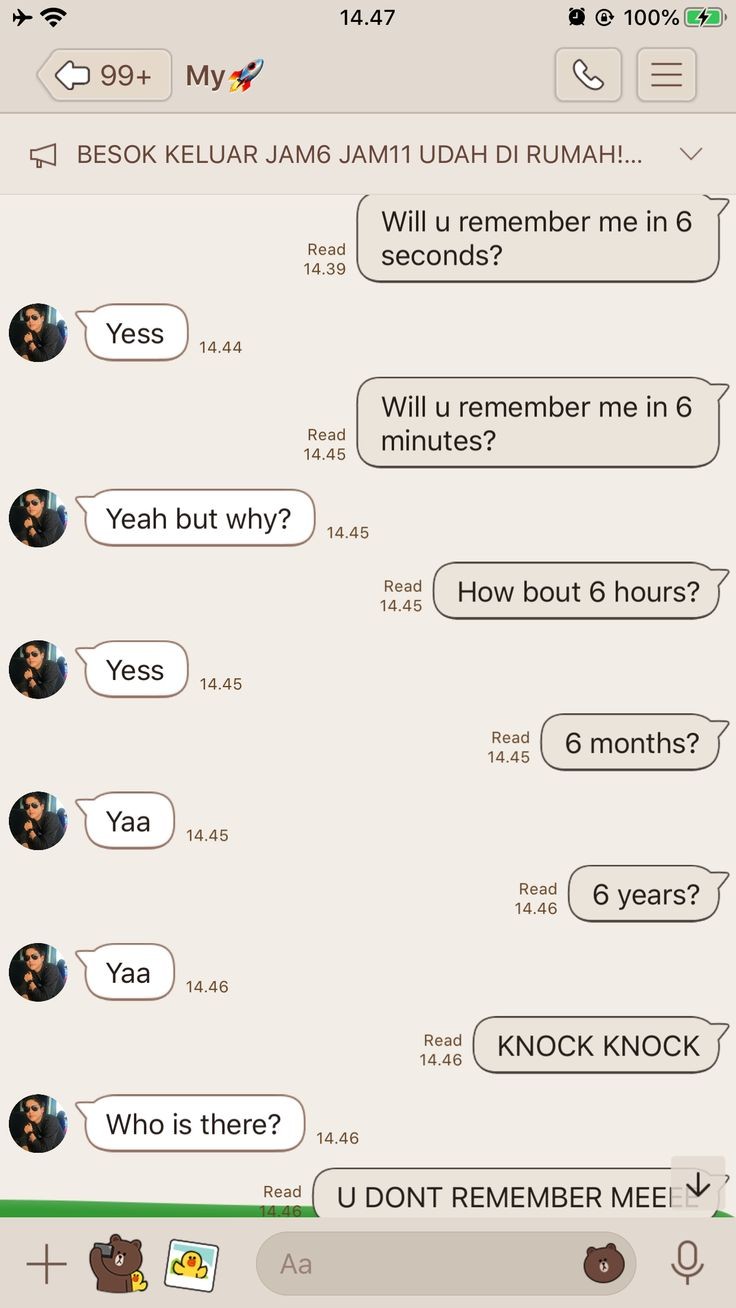 14.47
100%
99+
My🚀
BESOK KELUAR JAM6 JAM11 UDAH DI RUMAH!...
Will u remember me in 6
seconds?
Read
14.39
Yess
14.44
Will u remember me in 6
minutes?
Read
14.45
Yeah but why?
14.45
How bout 6 hours?
Read
14.45
Yess
14.45
6 months?
Read
14.45
Yaa
14.45
6 years?
Read
14.46
Yaa
14.46
KNOCK KNOCK
Read
14.46
Who is there?
14.46
U DONT REMEMBER MEEEE
Read
14.46
Aa